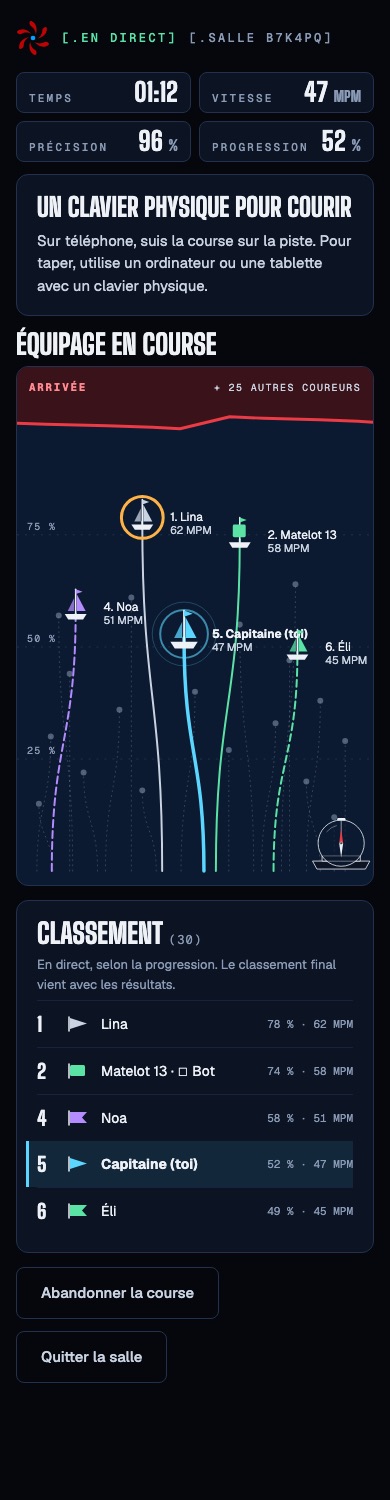 [.EN DIRECT] [.SALLE B7K4PQ]
TEMPS 01:12
VITESSE 47 MPM
PRÉCISION 96 %
PROGRESSION 52 %
UN CLAVIER PHYSIQUE POUR COURIR
Sur téléphone, suis la course sur la piste. Pour
taper, utilise un ordinateur ou une tablette
avec un clavier physique.
ÉQUIPAGE EN COURSE
ARRIVÉE
+ 25 AUTRES COUREURS
75 %
1. Lina
62 MPM
2. Matelot 13
58 MPM
4. Noa
51 MPM
50 %
5. Capitaine (toi)
47 MPM
6. Éli
45 MPM
25 %
CLASSEMENT (30)
En direct, selon la progression. Le classement final
vient avec les résultats.
1 Lina 78 % · 62 MPM
2 Matelot 13 · □ Bot 74 % · 58 MPM
4 Noa 58 % · 51 MPM
5 Capitaine (toi) 52 % · 47 MPM
6 Éli 49 % · 45 MPM
Abandonner la course
Quitter la salle